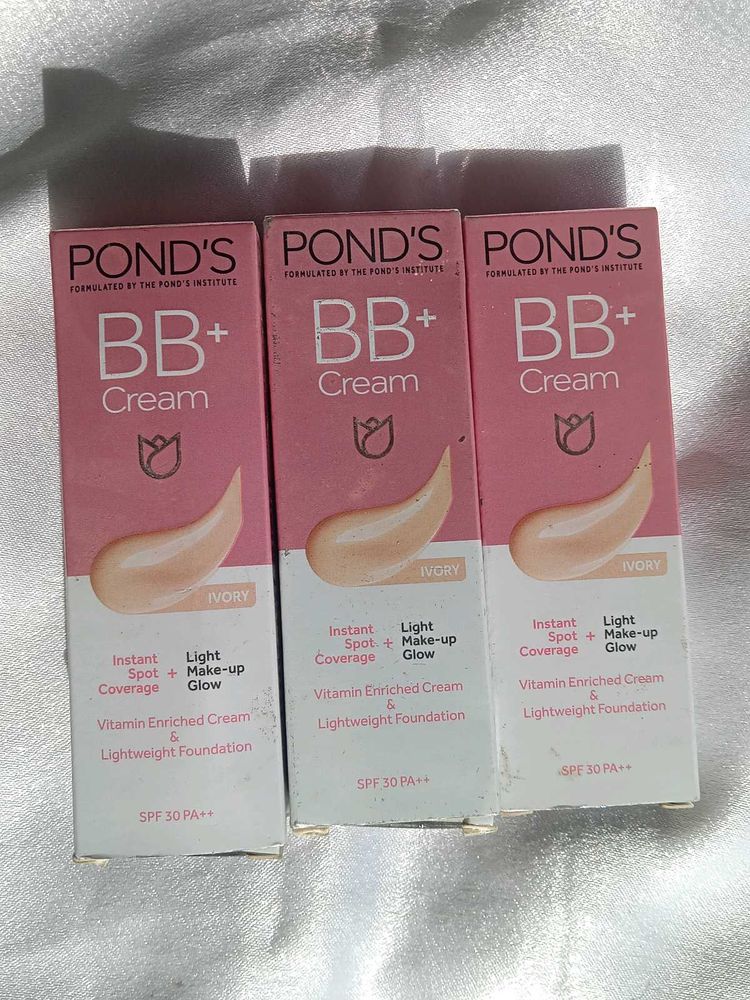 POND'S
FORMULATED BY THE POND'S INSTITUTE
BB+
Cream
IVORY
Instant
Spot
Coverage
+
Light
Make-up
Glow
Vitamin Enriched Cream
&
Lightweight Foundation
SPF 30 PA++
POND'S
FORMULATED BY THE POND'S INSTITUTE
BB+
Cream
IVORY
Instant
Spot
Coverage
+
Light
Make-up
Glow
Vitamin Enriched Cream
&
Lightweight Foundation
SPF 30 PA++
POND'S
FORMULATED BY THE POND'S INSTITUTE
BB+
Cream
IVORY
Instant
Spot
Coverage
+
Light
Make-up
Glow
Vitamin Enriched Cream
&
Lightweight Foundation
SPF 30 PA++